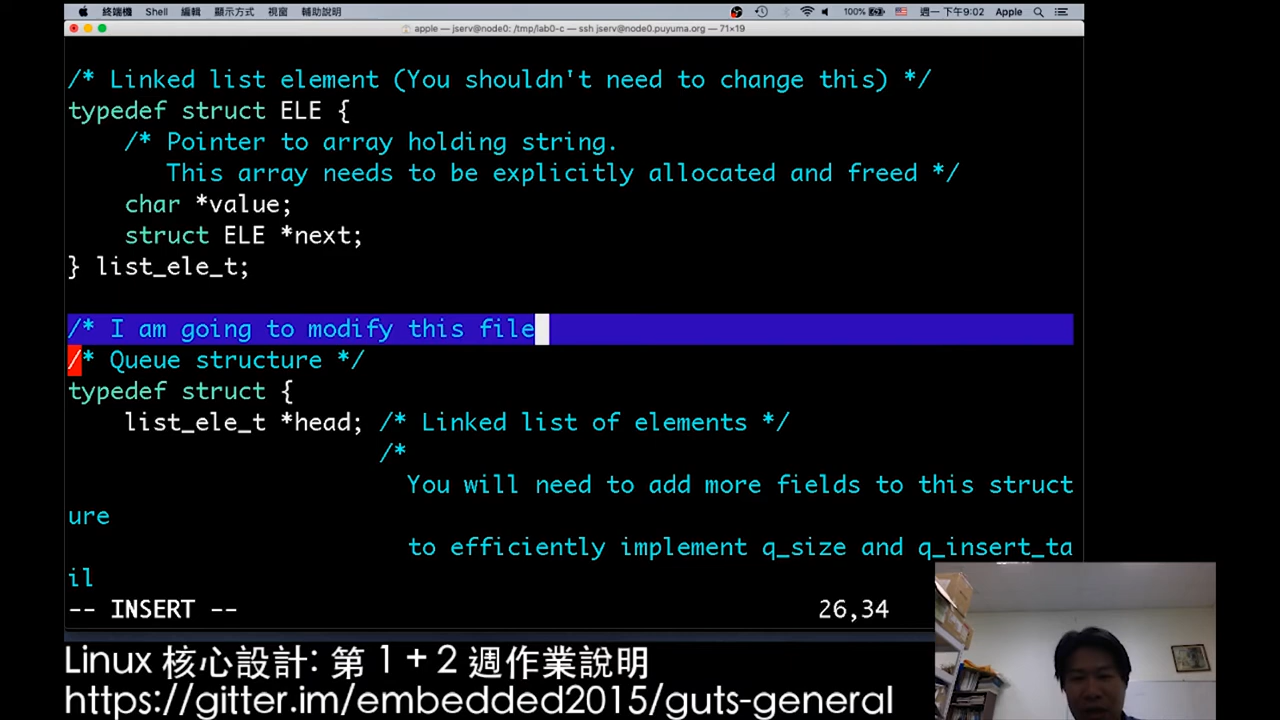 終端機 Shell 編輯 顯示方式 視窗 輔助說明 100% 週一 下午9:02 Apple
apple — jserv@node0: /tmp/lab0-c — ssh jserv@node0.puyuma.org — 71×19
/* Linked list element (You shouldn't need to change this) */
typedef struct ELE {
/* Pointer to array holding string.
This array needs to be explicitly allocated and freed */
char *value;
struct ELE *next;
} list_ele_t;
/* I am going to modify this file
/* Queue structure */
typedef struct {
list_ele_t *head; /* Linked list of elements */
/*
You will need to add more fields to this struct
ure
to efficiently implement q_size and q_insert_ta
il
-- INSERT -- 26,34
Linux 核心設計: 第 1 + 2 週作業說明
https://gitter.im/embedded2015/guts-general